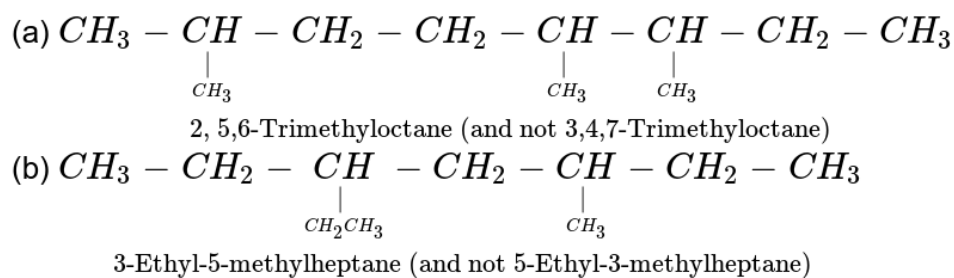 (a) CH₃ − CH − CH₂ − CH₂ − CH − CH − CH₂ − CH₃
| | |
CH₃ CH₃ CH₃
2, 5,6-Trimethyloctane (and not 3,4,7-Trimethyloctane)
(b) CH₃ − CH₂ − CH − CH₂ − CH − CH₂ − CH₃
| |
CH₂CH₃ CH₃
3-Ethyl-5-methylheptane (and not 5-Ethyl-3-methylheptane)